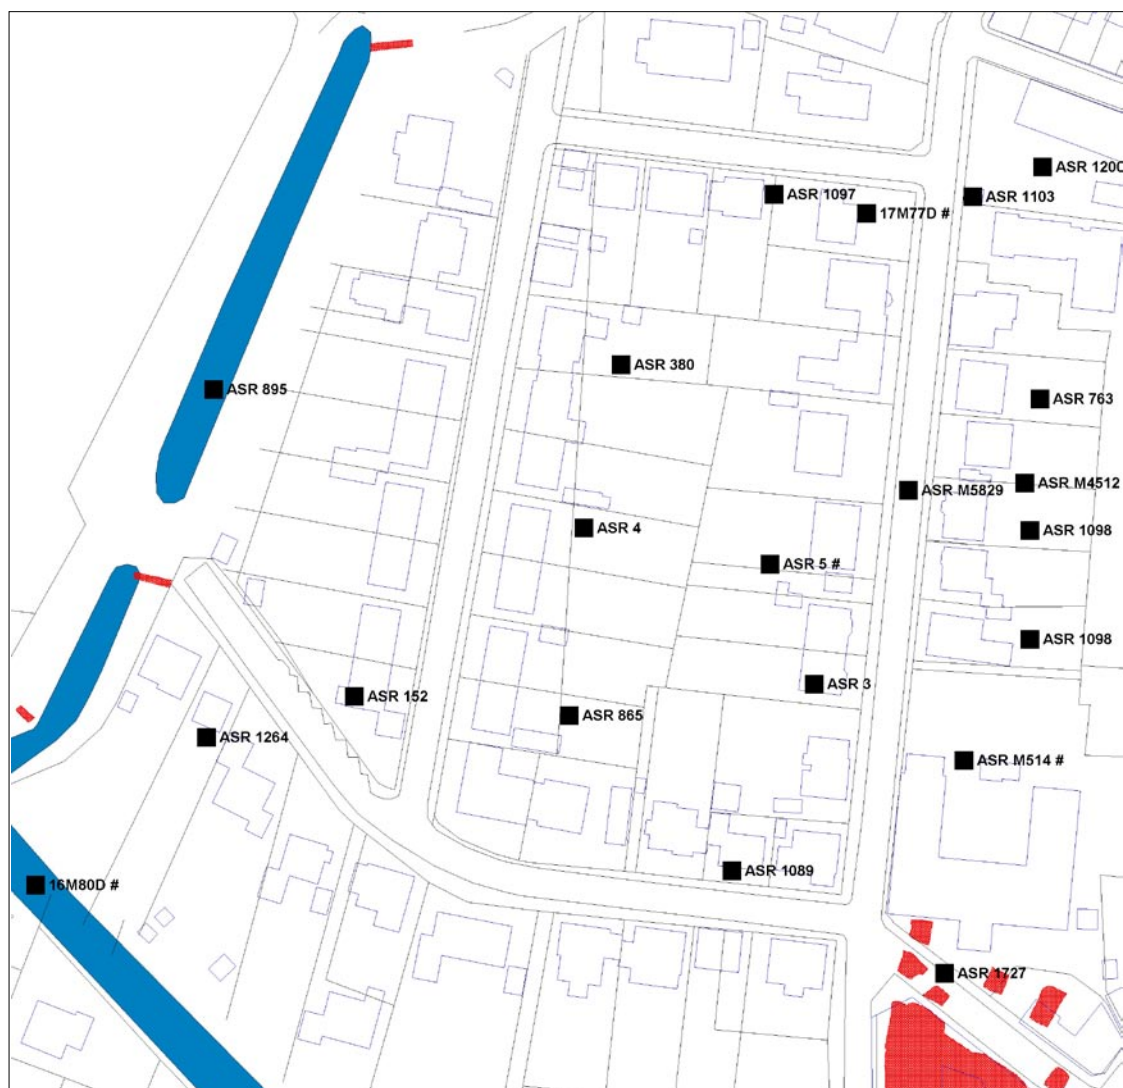 ASR 1200
ASR 1097
ASR 1103
17M77D #
ASR 380
ASR 895
ASR 763
ASR M4512
ASR M5829
ASR 4
ASR 1098
ASR 5 #
ASR 1098
ASR 3
ASR 152
ASR 865
ASR 1264
ASR M514 #
ASR 1089
16M80D #
ASR 1727